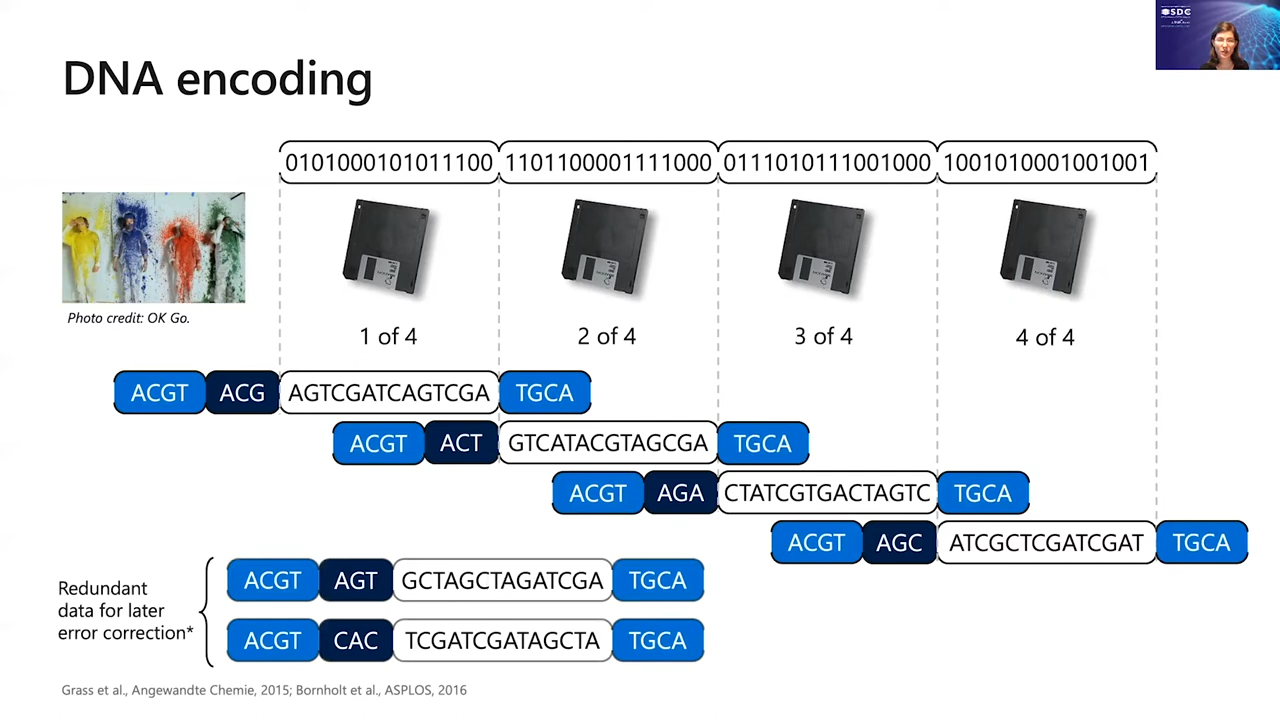 SDC
DNA encoding
0101000101011100 1101100001111000 0111010111001000 1001010001001001
Photo credit: OK Go.
1 of 4 2 of 4 3 of 4 4 of 4
ACGT ACG AGTCGATCAGTCGA TGCA
ACGT ACT GTCATACGTAGCGA TGCA
ACGT AGA CTATCGTGACTAGTC TGCA
ACGT AGC ATCGCTCGATCGAT TGCA
Redundant
data for later
error correction*
ACGT AGT GCTAGCTAGATCGA TGCA
ACGT CAC TCGATCGATAGCTA TGCA
Grass et al., Angewandte Chemie, 2015; Bornholt et al., ASPLOS, 2016